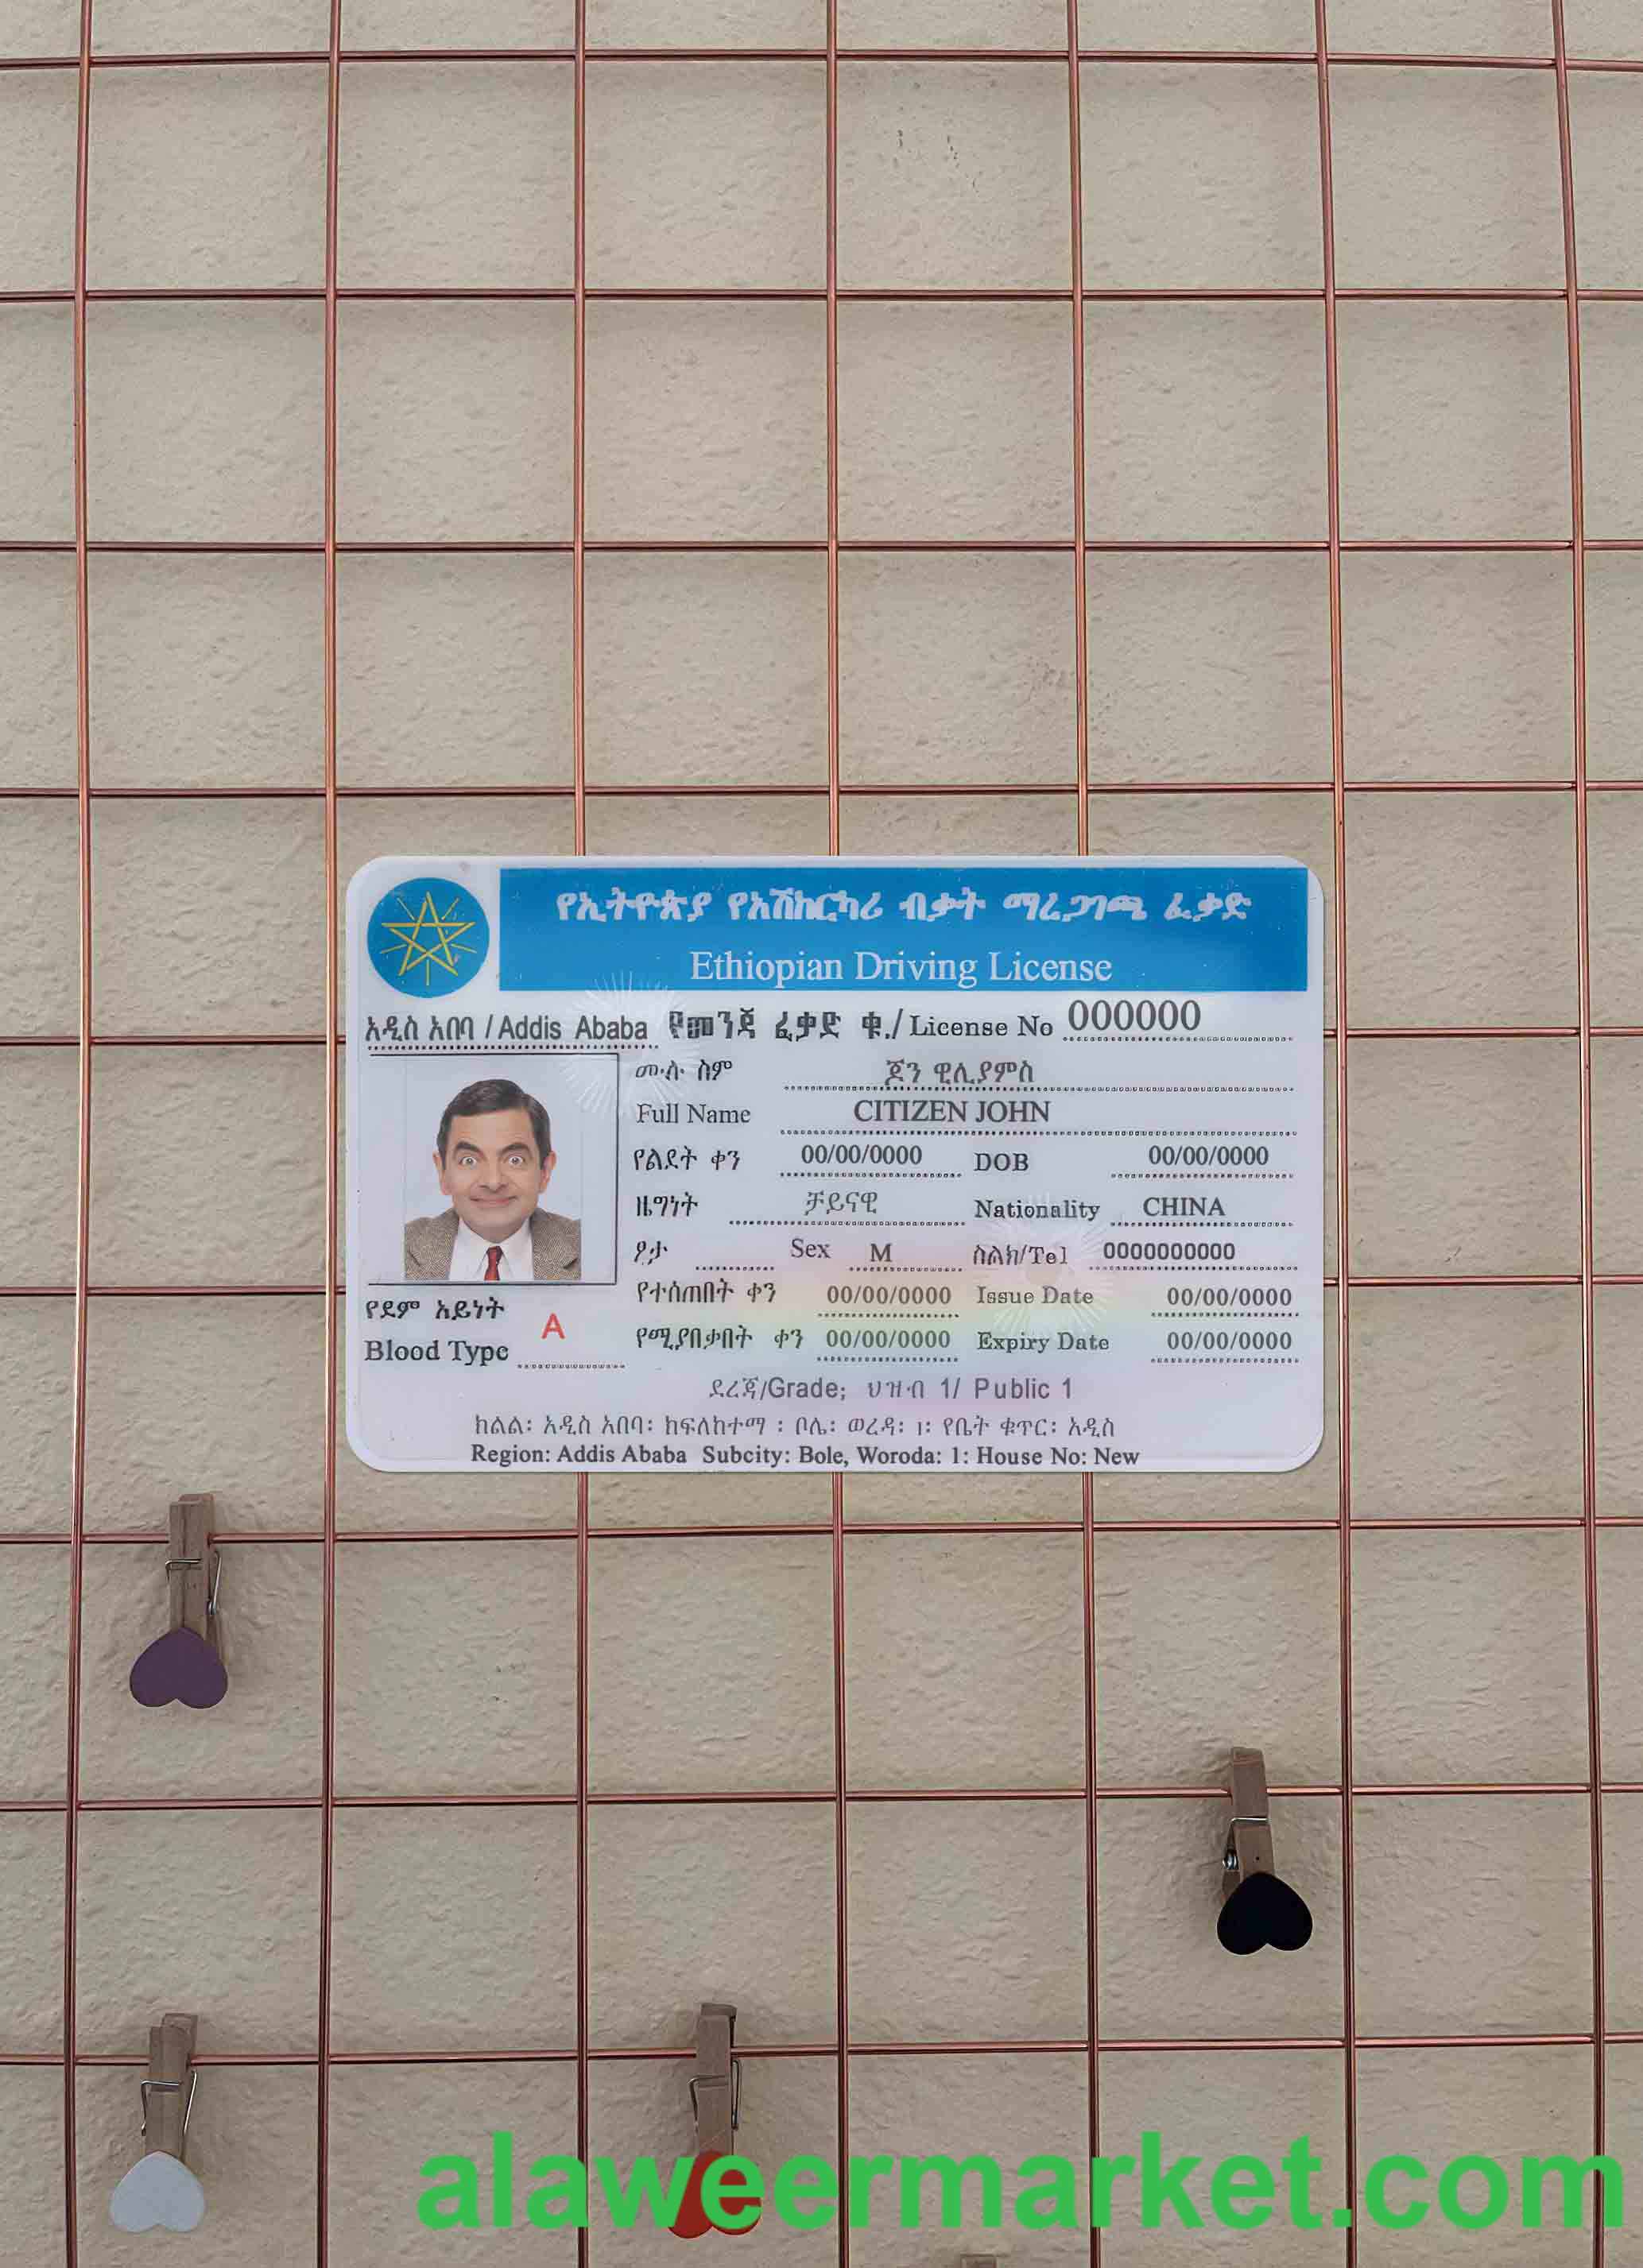 የኢትዮጵያ የአሽከርካሪ ብቃት ማረጋገጫ ፈቃድ
Ethiopian Driving License
አዲስ አበባ / Addis Ababa የመንጃ ፈቃድ ቁ./ License No 000000
ሙሉ ስም ጆን ዊሊያምስ
Full Name CITIZEN JOHN
የልደት ቀን 00/00/0000 DOB 00/00/0000
ዜግነት ቻይናዊ Nationality CHINA
ፆታ Sex M ስልክ/Tel 0000000000
የተሰጠበት ቀን 00/00/0000 Issue Date 00/00/0000
የደም አይነት A
Blood Type
የሚያበቃበት ቀን 00/00/0000 Expiry Date 00/00/0000
ደረጃ/Grade; ህዝብ 1/ Public 1
ክልል፡ አዲስ አበባ፡ ክፍለከተማ ፡ ቦሌ፡ ወረዳ፡ ፩፡ የቤት ቁጥር፡ አዲስ
Region: Addis Ababa Subcity: Bole, Woroda: 1: House No: New
alaweermarket.com